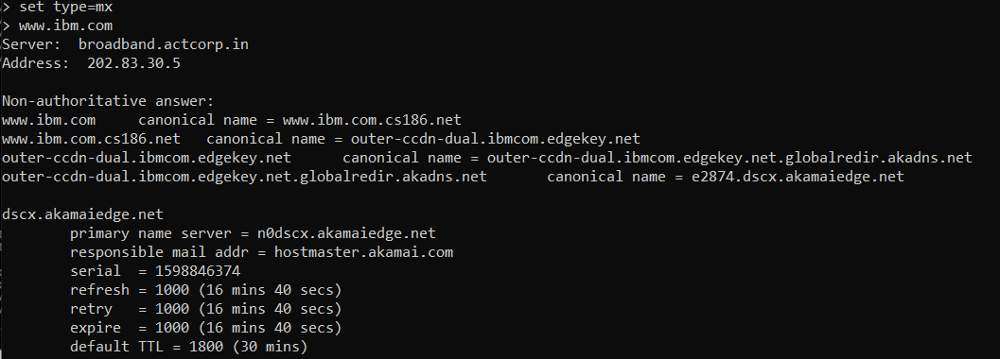 > set type=mx
> www.ibm.com
Server:  broadband.actcorp.in
Address:  202.83.30.5
Non-authoritative answer:
www.ibm.com     canonical name = www.ibm.com.cs186.net
www.ibm.com.cs186.net   canonical name = outer-ccdn-dual.ibmcom.edgekey.net
outer-ccdn-dual.ibmcom.edgekey.net      canonical name = outer-ccdn-dual.ibmcom.edgekey.net.globalredir.akadns.net
outer-ccdn-dual.ibmcom.edgekey.net.globalredir.akadns.net       canonical name = e2874.dscx.akamaiedge.net
dscx.akamaiedge.net
        primary name server = n0dscx.akamaiedge.net
        responsible mail addr = hostmaster.akamai.com
        serial  = 1598846374
        refresh = 1000 (16 mins 40 secs)
        retry   = 1000 (16 mins 40 secs)
        expire  = 1000 (16 mins 40 secs)
        default TTL = 1800 (30 mins)